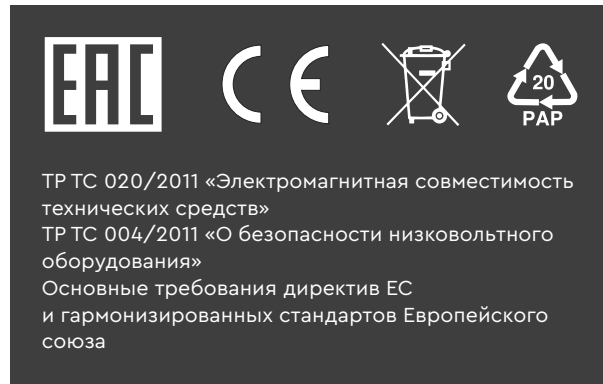 EAC CE
20
PAP
ТР ТС 020/2011 «Электромагнитная совместимость
технических средств»
ТР ТС 004/2011 «О безопасности низковольтного
оборудования»
Основные требования директив ЕС
и гармонизированных стандартов Европейского
союза